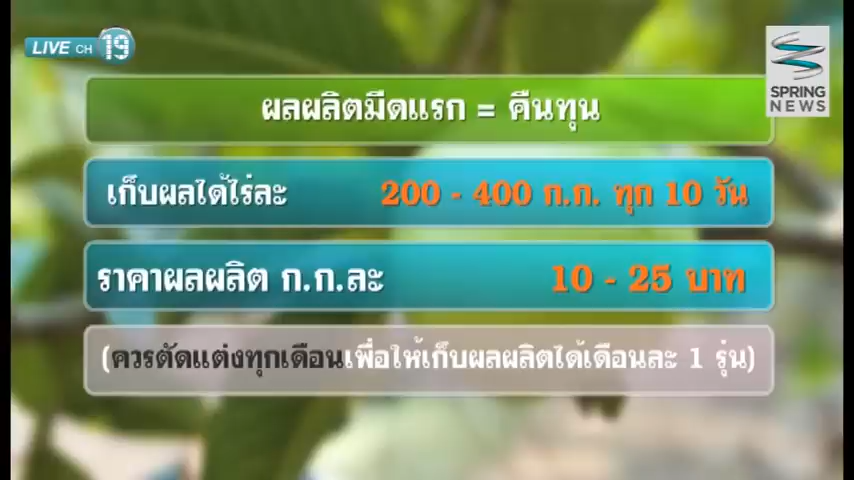 LIVE CH 19
SPRING
NEWS
ผลผลิตมีดแรก = คืนทุน
เก็บผลได้ไร่ละ 200 - 400 ก.ก. ทุก 10 วัน
ราคาผลผลิต ก.ก.ละ 10 - 25 บาท
(ควรตัดแต่งทุกเดือนเพื่อให้เก็บผลผลิตได้เดือนละ 1 รุ่น)